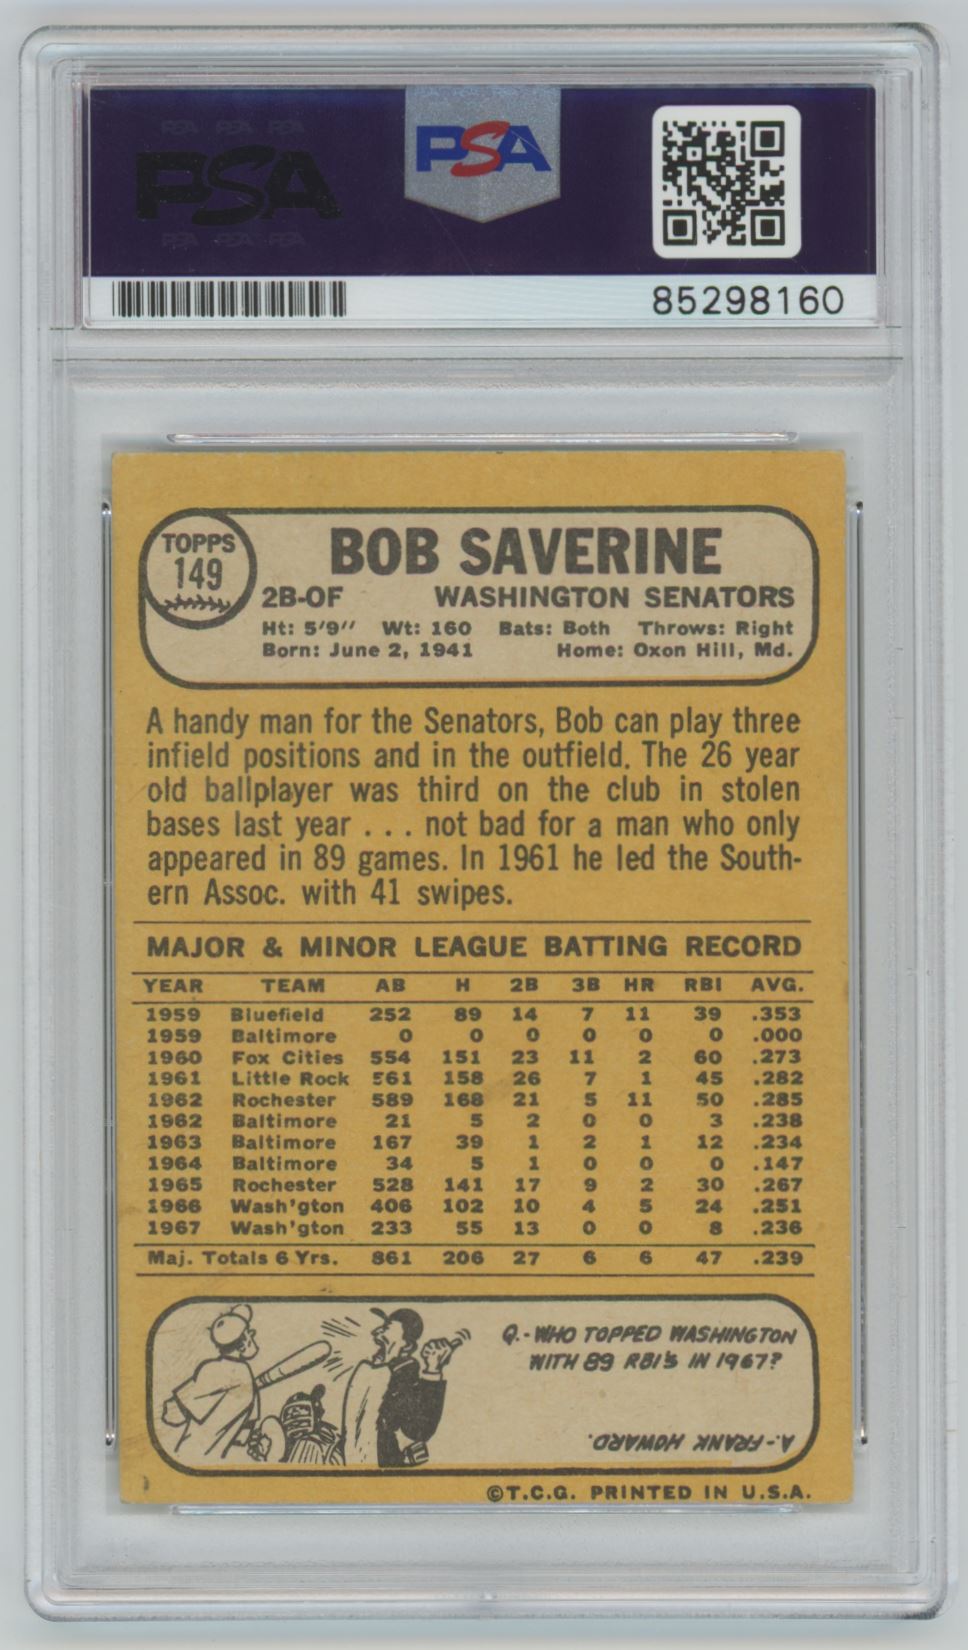 PSA PSA PSA
PSA
PSA PSA PSA
PSA
85298160
TOPPS
149
BOB SAVERINE
2B-OF WASHINGTON SENATORS
Ht: 5'9" Wt: 160 Bats: Both Throws: Right
Born: June 2, 1941 Home: Oxon Hill, Md.
A handy man for the Senators, Bob can play three
infield positions and in the outfield. The 26 year
old ballplayer was third on the club in stolen
bases last year . . . not bad for a man who only
appeared in 89 games. In 1961 he led the South-
ern Assoc. with 41 swipes.
MAJOR & MINOR LEAGUE BATTING RECORD
YEAR TEAM AB H 2B 3B HR RBI AVG.
1959 Bluefield 252 89 14 7 11 39 .353
1959 Baltimore 0 0 0 0 0 0 .000
1960 Fox Cities 554 151 23 11 2 60 .273
1961 Little Rock 561 158 26 7 1 45 .282
1962 Rochester 589 168 21 5 11 50 .285
1962 Baltimore 21 5 2 0 0 3 .238
1963 Baltimore 167 39 1 2 1 12 .234
1964 Baltimore 34 5 1 0 0 0 .147
1965 Rochester 528 141 17 9 2 30 .267
1966 Wash'gton 406 102 10 4 5 24 .251
1967 Wash'gton 233 55 13 0 0 8 .236
Maj. Totals 6 Yrs. 861 206 27 6 6 47 .239
Q.-WHO TOPPED WASHINGTON
WITH 89 RBI'S IN 1967?
A.-FRANK HOWARD.
©T.C.G. PRINTED IN U.S.A.